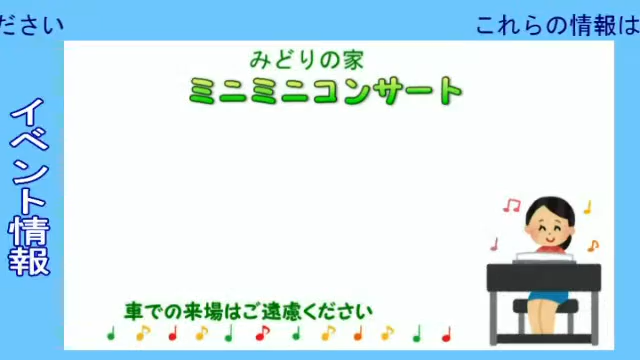 ださい
これらの情報は
イベント情報
みどりの家
ミニミニコンサート
車での来場はご遠慮ください